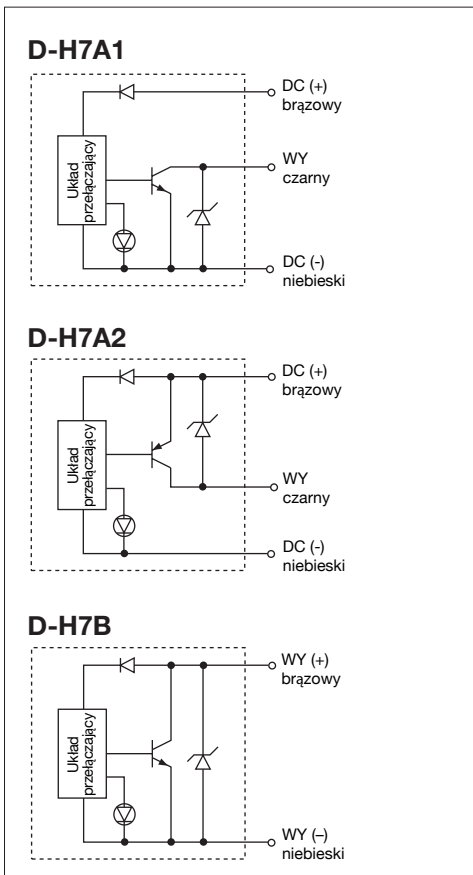 D-H7A1
DC (+)
brązowy
Układ
przełączający
WY
czarny
DC (-)
niebieski
D-H7A2
DC (+)
brązowy
Układ
przełączający
WY
czarny
DC (-)
niebieski
D-H7B
WY (+)
brązowy
Układ
przełączający
WY (–)
niebieski